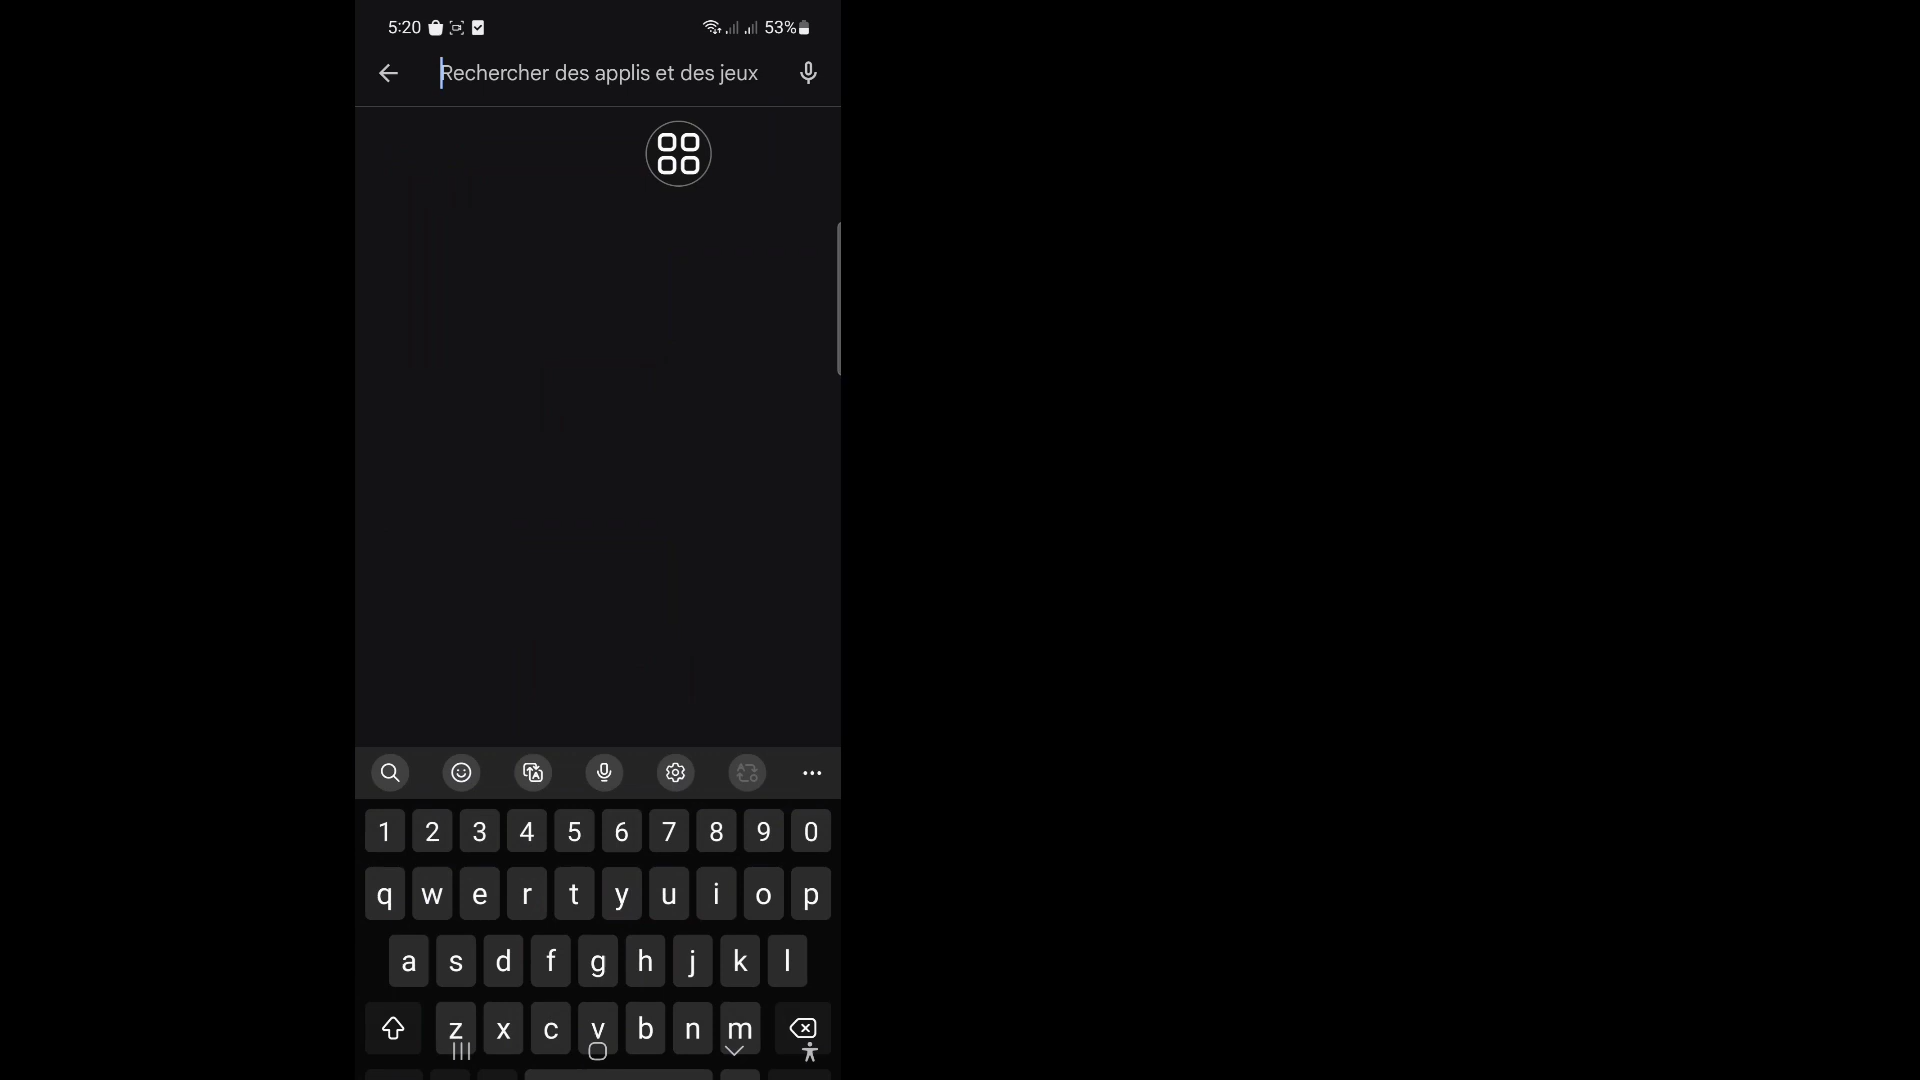 5:20 53%
Rechercher des applis et des jeux
1 2 3 4 5 6 7 8 9 0
q w e r t y u i o p
a s d f g h j k l
z x c v b n m